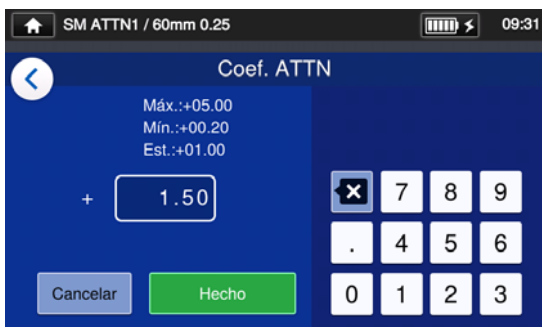 SM ATTN1 / 60mm 0.25 09:31
Coef. ATTN
Máx.:+05.00
Mín.:+00.20
Est.:+01.00
+ 1.50
7 8 9
. 4 5 6
0 1 2 3
Cancelar Hecho